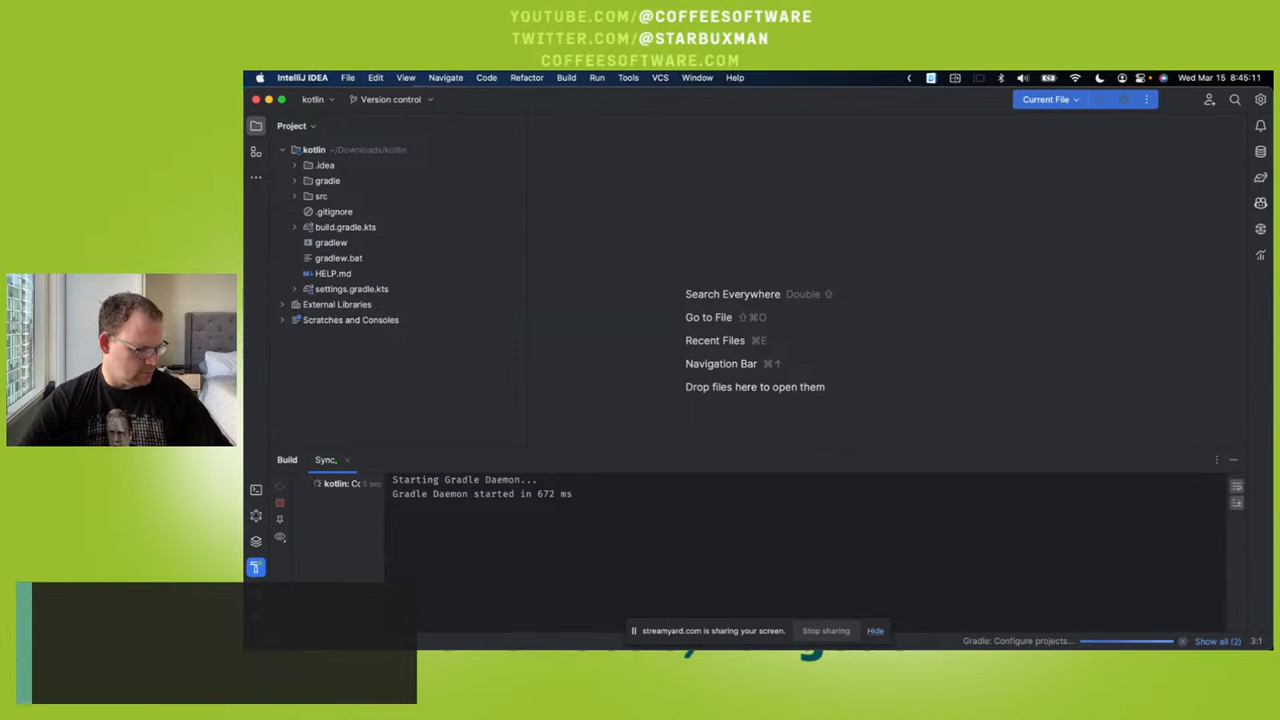 YOUTUBE.COM/@COFFEESOFTWARE
TWITTER.COM/@STARBUXMAN
COFFEESOFTWARE.COM
IntelliJ IDEA File Edit View Navigate Code Refactor Build Run Tools VCS Window Help Wed Mar 15 8:45:11
kotlin Version control Current File
Project
kotlin ~/Downloads/kotlin
.idea
gradle
src
.gitignore
build.gradle.kts
gradlew
gradlew.bat
HELP.md
settings.gradle.kts
External Libraries
Scratches and Consoles
Search Everywhere Double ⇧
Go to File ⇧⌘O
Recent Files ⌘E
Navigation Bar ⌘↑
Drop files here to open them
Build Sync
kotlin:
Starting Gradle Daemon...
Gradle Daemon started in 672 ms
streamyard.com is sharing your screen. Stop sharing Hide
Gradle: Configure projects... Show all (2) 3:1